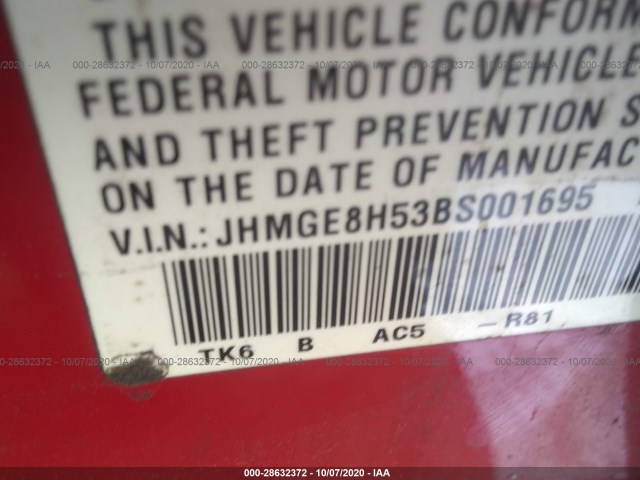 THIS VEHICLE CONFORM
FEDERAL MOTOR VEHICLE
AND THEFT PREVENTION S
ON THE DATE OF MANUFAC
V.I.N.: JHMGE8H53BS001695
TK6 B AC5 -R81
000-28632372 - 10/07/2020 - IAA